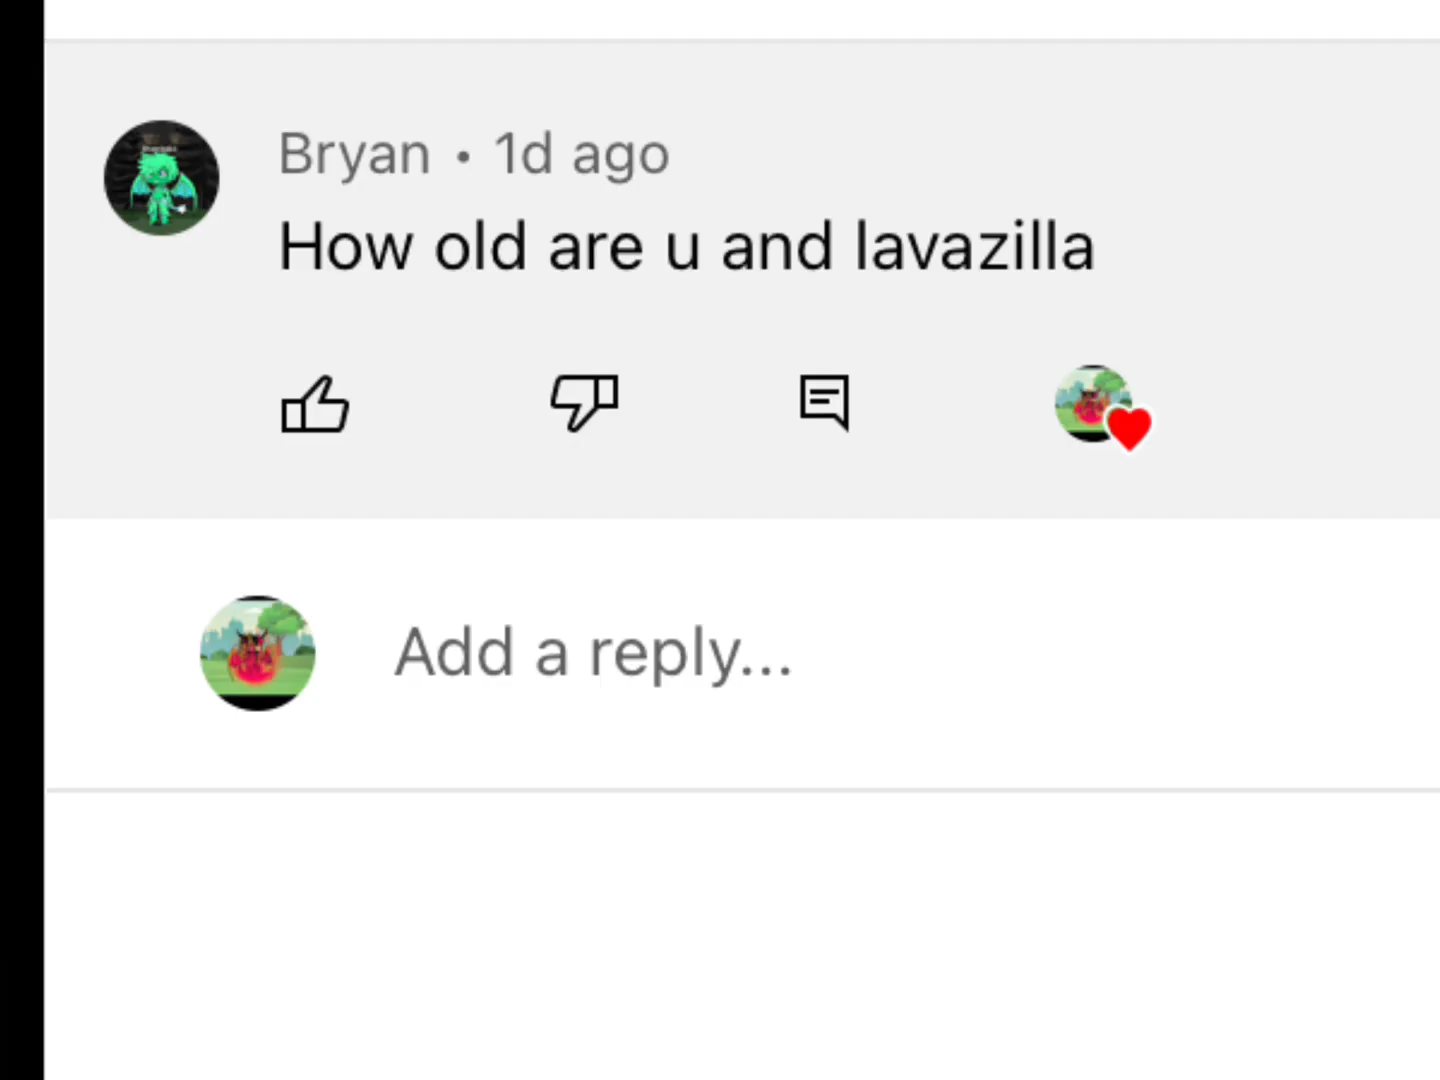 Bryan • 1d ago
How old are u and lavazilla
Add a reply...